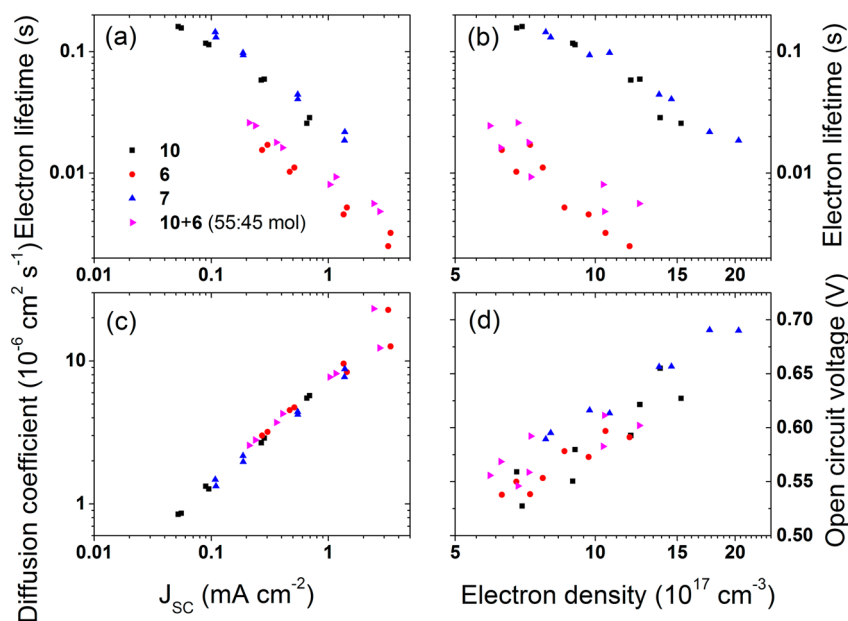 Electron lifetime (s)
(a)
0.1
0.01
10
6
7
10+6 (55:45 mol)
0.01
0.1
1
(b)
0.1
0.01
Electron lifetime (s)
5
10
15
20
Diffusion coefficient (10⁻⁶ cm² s⁻¹)
(c)
10
1
0.01
0.1
1
J_SC (mA cm⁻²)
(d)
0.70
0.65
0.60
0.55
0.50
Open circuit voltage (V)
5
10
15
20
Electron density (10¹⁷ cm⁻³)